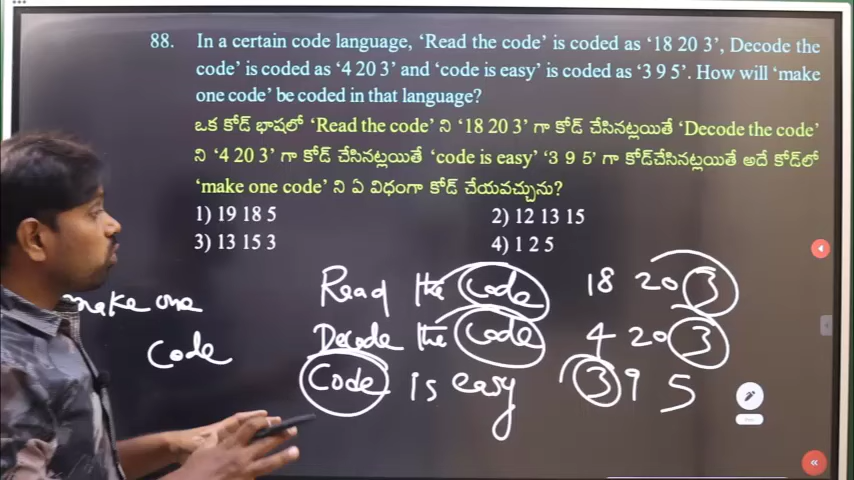 88. In a certain code language, ‘Read the code’ is coded as ‘18 20 3’, Decode the
code’ is coded as ‘4 20 3’ and ‘code is easy’ is coded as ‘3 9 5’. How will ‘make
one code’ be coded in that language?
ఒక కోడ్ భాషలో ‘Read the code’ ని ‘18 20 3’ గా కోడ్ చేసినట్లయితే ‘Decode the code’
ని ‘4 20 3’ గా కోడ్ చేసినట్లయితే ‘code is easy’ ‘3 9 5’ గా కోడ్‌చేసినట్లయితే అదే కోడ్‌లో
‘make one code’ ని ఏ విధంగా కోడ్ చేయవచ్చును?
1) 19 18 5 2) 12 13 15
3) 13 15 3 4) 1 2 5
Read the code 18 20 3
make one
Decode the code 4 20 3
Code
Code is easy 3 9 5